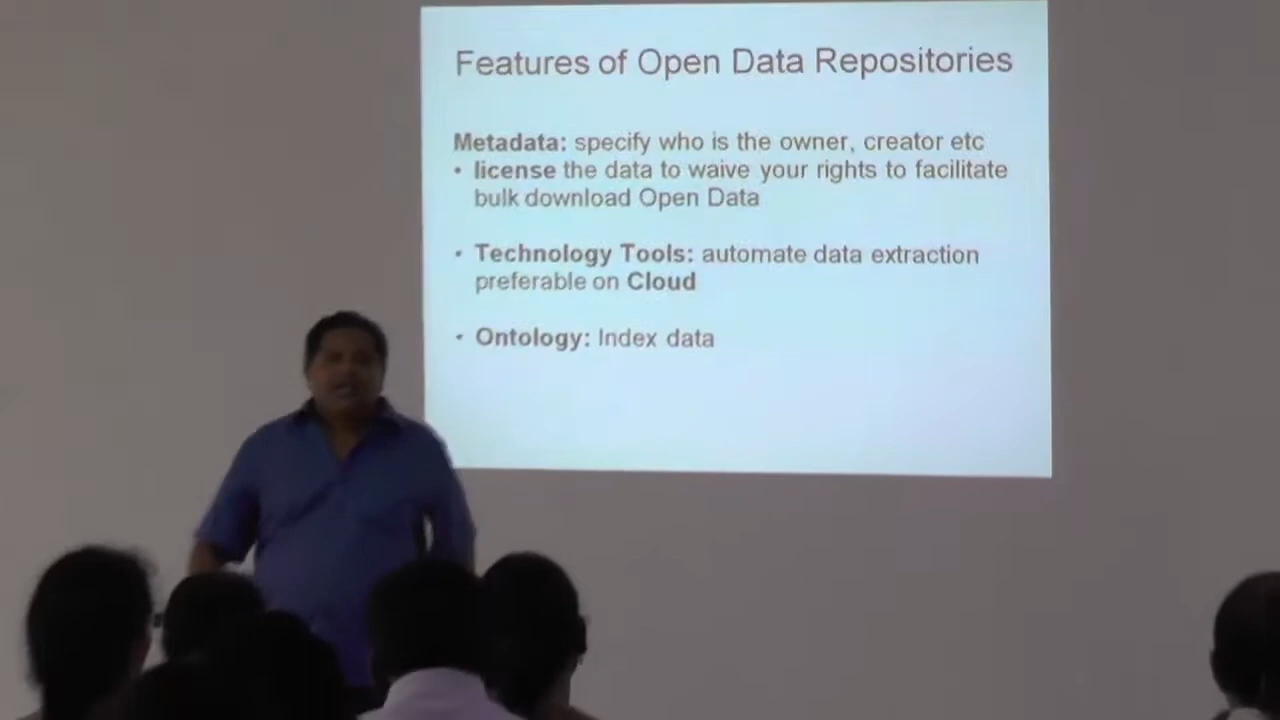 Features of Open Data Repositories
Metadata: specify who is the owner, creator etc
• license the data to waive your rights to facilitate
bulk download Open Data
• Technology Tools: automate data extraction
preferable on Cloud
• Ontology: Index data